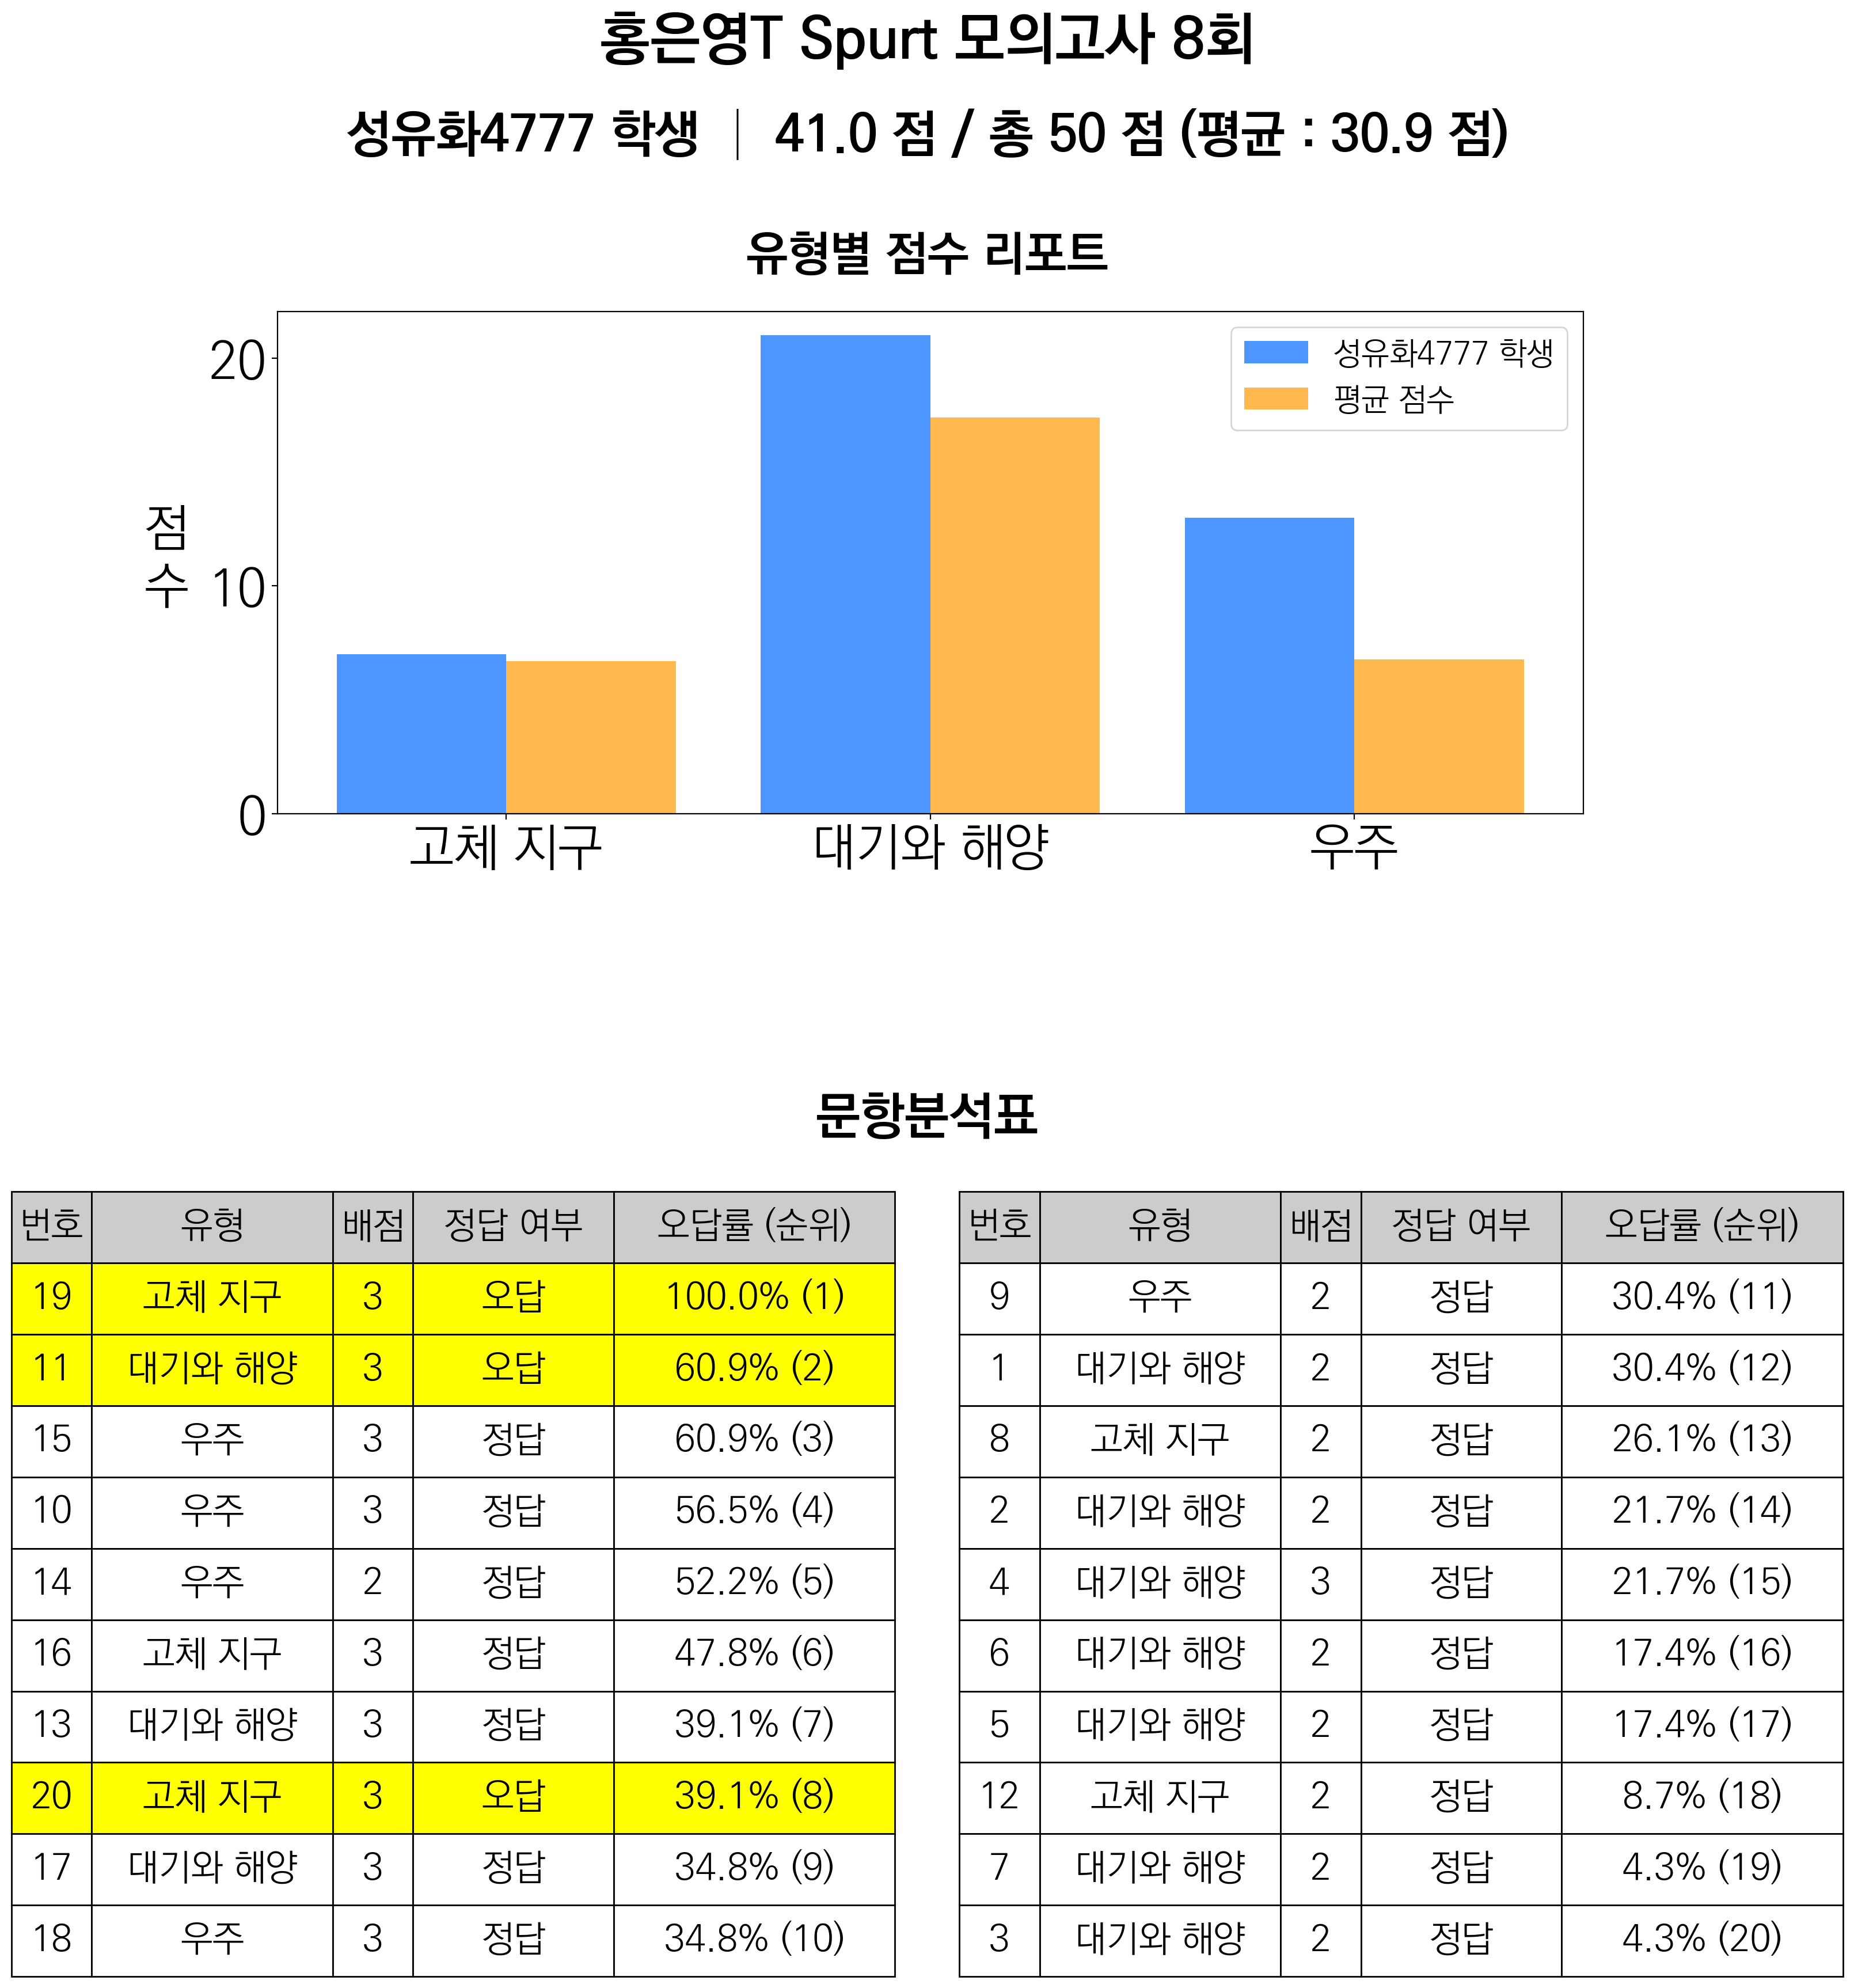 홍은영T Spurt 모의고사 8회
성유화4777 학생 | 41.0 점 / 총 50 점 (평균 : 30.9 점)
유형별 점수 리포트
점수
20
10
0
성유화4777 학생
평균 점수
고체 지구 대기와 해양 우주
문항분석표
번호 유형 배점 정답 여부 오답률 (순위)
19 고체 지구 3 오답 100.0% (1)
11 대기와 해양 3 오답 60.9% (2)
15 우주 3 정답 60.9% (3)
10 우주 3 정답 56.5% (4)
14 우주 2 정답 52.2% (5)
16 고체 지구 3 정답 47.8% (6)
13 대기와 해양 3 정답 39.1% (7)
20 고체 지구 3 오답 39.1% (8)
17 대기와 해양 3 정답 34.8% (9)
18 우주 3 정답 34.8% (10)
번호 유형 배점 정답 여부 오답률 (순위)
9 우주 2 정답 30.4% (11)
1 대기와 해양 2 정답 30.4% (12)
8 고체 지구 2 정답 26.1% (13)
2 대기와 해양 2 정답 21.7% (14)
4 대기와 해양 3 정답 21.7% (15)
6 대기와 해양 2 정답 17.4% (16)
5 대기와 해양 2 정답 17.4% (17)
12 고체 지구 2 정답 8.7% (18)
7 대기와 해양 2 정답 4.3% (19)
3 대기와 해양 2 정답 4.3% (20)